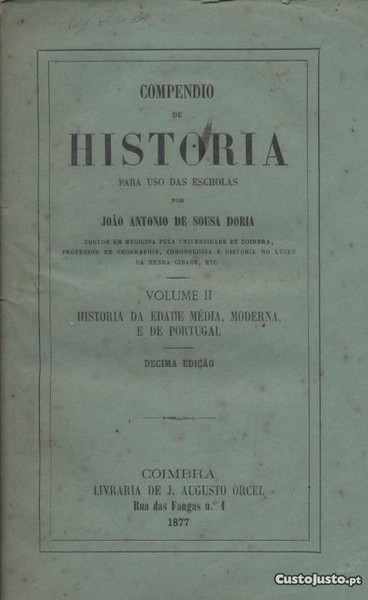 COMPENDIO
DE
HISTORIA
PARA USO DAS ESCHOLAS
POR
JOÃO ANTONIO DE SOUSA DORIA
DOUTOR EM MEDICINA PELA UNIVERSIDADE DE COIMBRA,
PROFESSOR DE GEOGRAPHIA, CHRONOLOGIA E HISTORIA NO LYCEU
DA MESMA CIDADE, ETC.
VOLUME II
HISTORIA DA EDADE MÉDIA, MODERNA,
E DE PORTUGAL
DECIMA EDIÇÃO
COIMBRA
LIVRARIA DE J. AUGUSTO ORCEL
Rua das Fangas n.º 1
1877
CustoJusto.pt